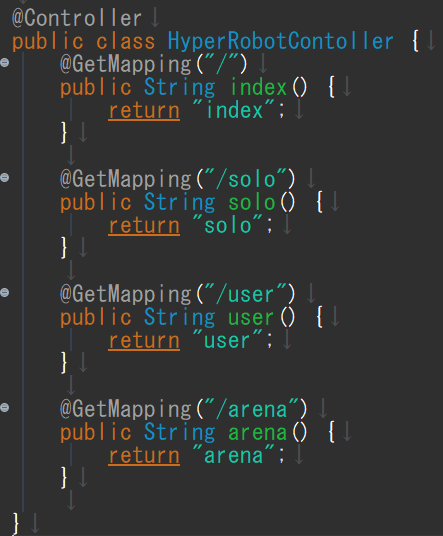 @Controller
public class HyperRobotContoller {
    @GetMapping("/")
    public String index() {
        return "index";
    }

    @GetMapping("/solo")
    public String solo() {
        return "solo";
    }

    @GetMapping("/user")
    public String user() {
        return "user";
    }

    @GetMapping("/arena")
    public String arena() {
        return "arena";
    }

}